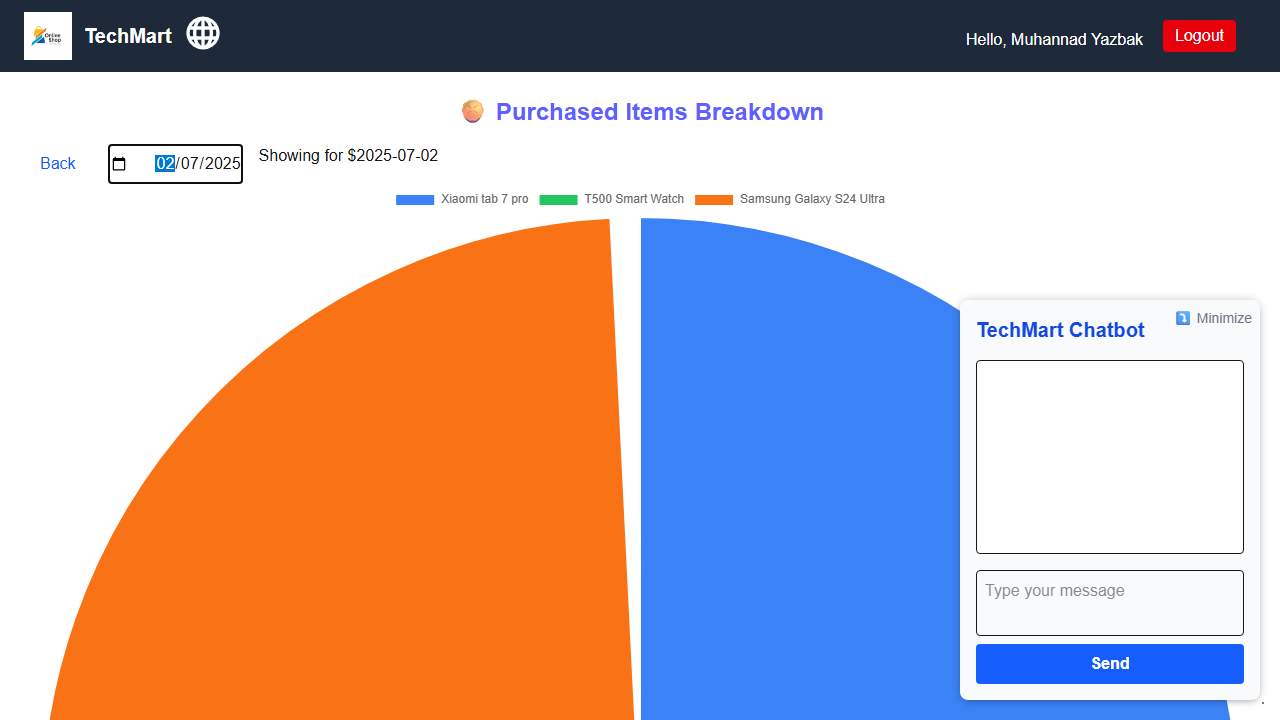 Online
Shop
TechMart
Hello, Muhannad Yazbak
Logout
Purchased Items Breakdown
Back
02/07/2025
Showing for $2025-07-02
Xiaomi tab 7 pro
T500 Smart Watch
Samsung Galaxy S24 Ultra
Minimize
TechMart Chatbot
Type your message
Send
.